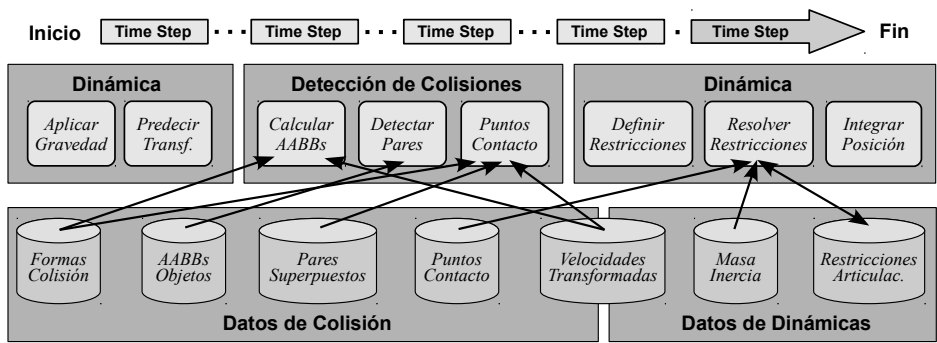 Inicio Time Step Time Step Time Step Time Step Time Step Fin
Dinámica
Aplicar
Gravedad
Predecir
Transf.
Detección de Colisiones
Calcular
AABBs
Detectar
Pares
Puntos
Contacto
Dinámica
Definir
Restricciones
Resolver
Restricciones
Integrar
Posición
Formas
Colisión
AABBs
Objetos
Pares
Superpuestos
Puntos
Contacto
Velocidades
Transformadas
Masa
Inercia
Restricciones
Articulac.
Datos de Colisión
Datos de Dinámicas